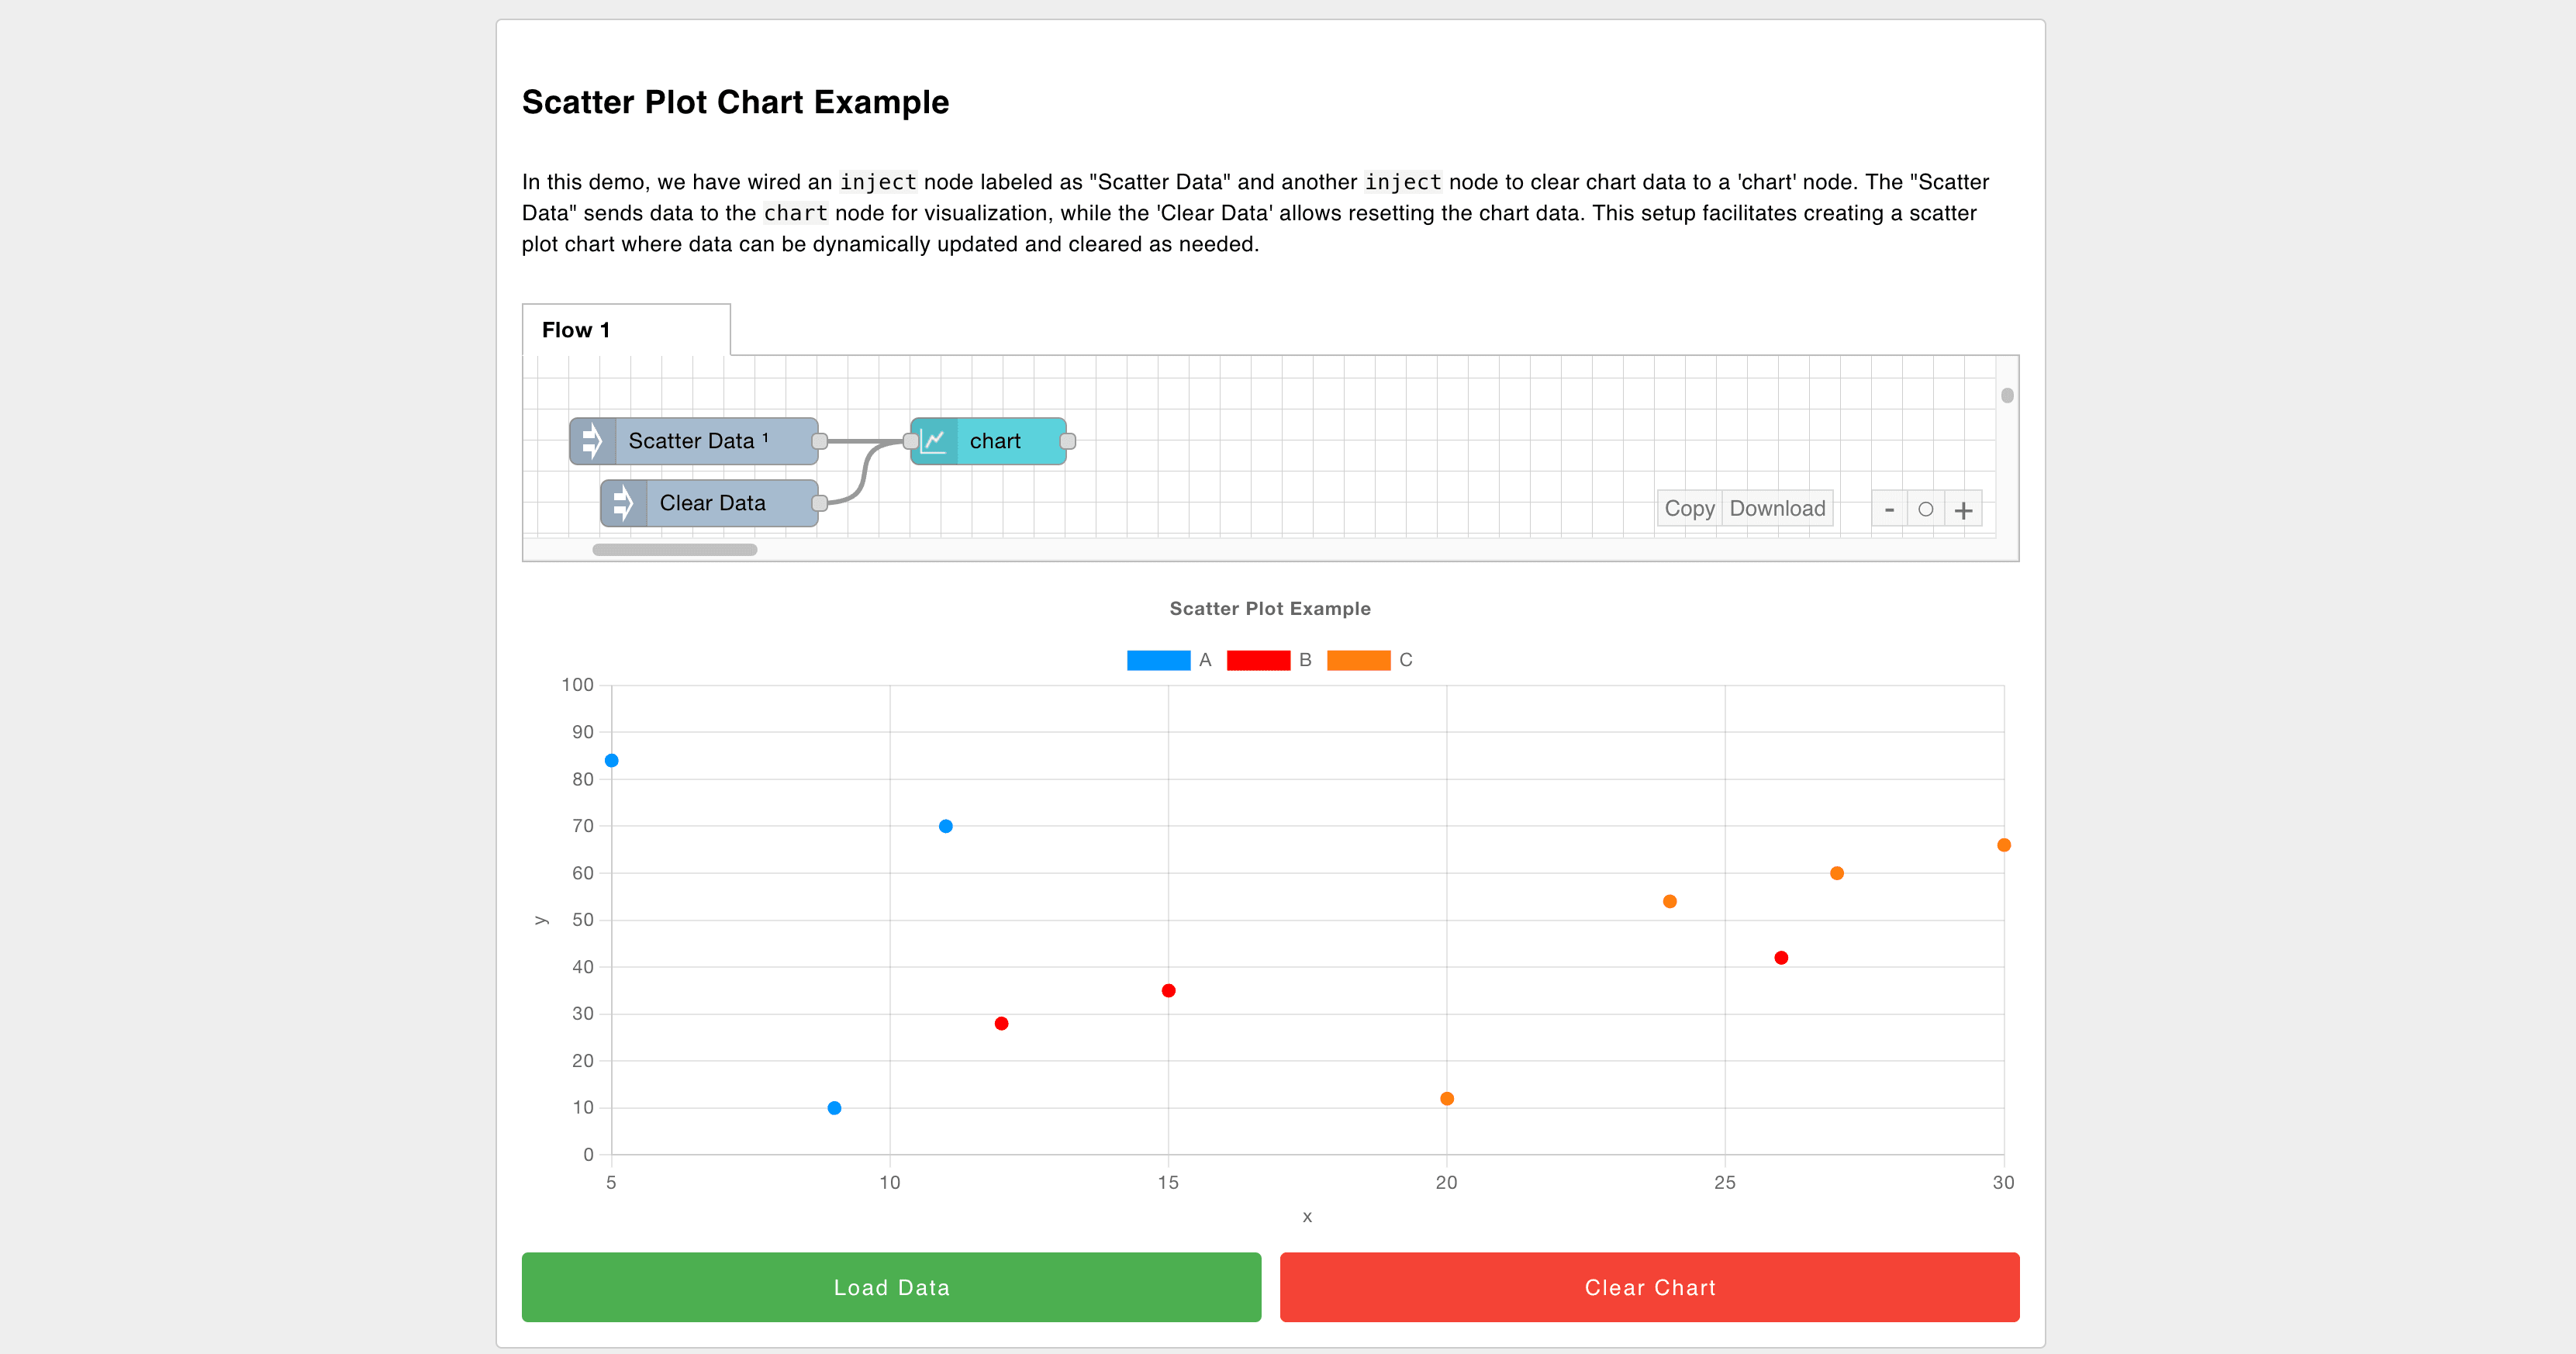 Scatter Plot Chart Example
In this demo, we have wired an inject node labeled as "Scatter Data" and another inject node to clear chart data to a 'chart' node. The "Scatter
Data" sends data to the chart node for visualization, while the 'Clear Data' allows resetting the chart data. This setup facilitates creating a scatter
plot chart where data can be dynamically updated and cleared as needed.
Flow 1
Scatter Data ¹
chart
Clear Data
Copy Download - ○ +
Scatter Plot Example
A B C
100
90
80
70
60
50
40
30
20
10
0
y
5 10 15 20 25 30
x
Load Data Clear Chart